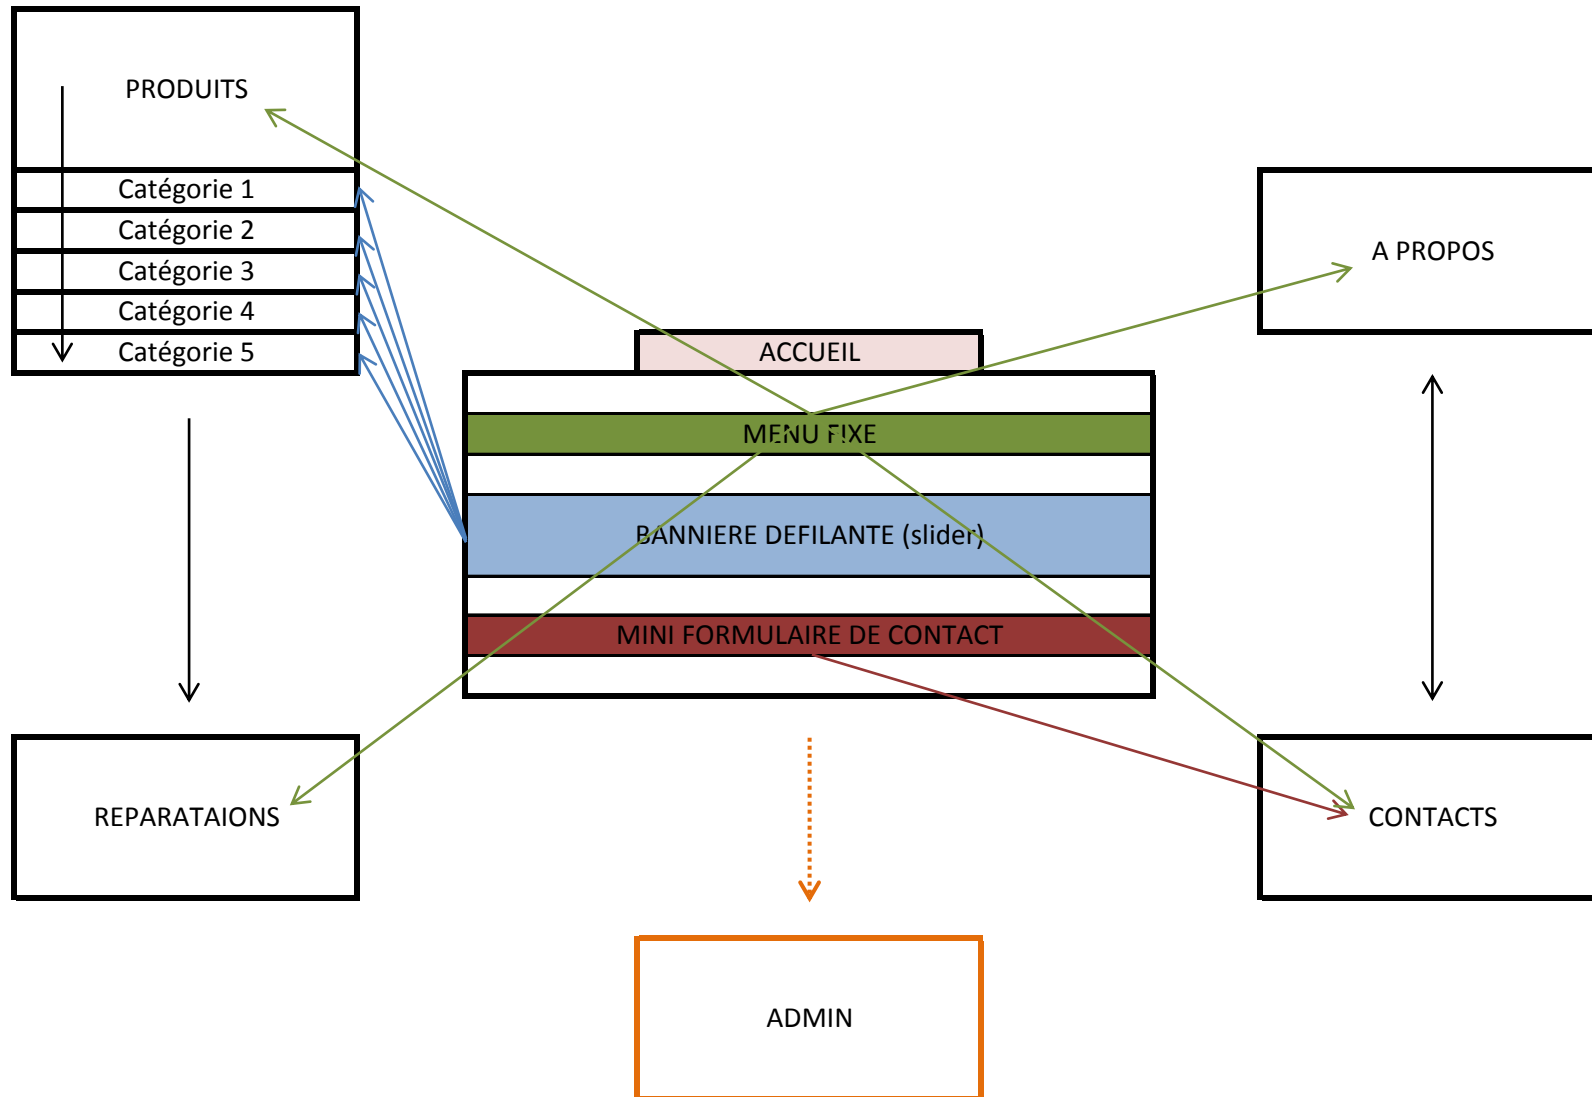 PRODUITS
Catégorie 1
Catégorie 2
Catégorie 3
Catégorie 4
Catégorie 5
A PROPOS
ACCUEIL
MENU FIXE
BANNIERE DEFILANTE (slider)
MINI FORMULAIRE DE CONTACT
REPARATAIONS
CONTACTS
ADMIN